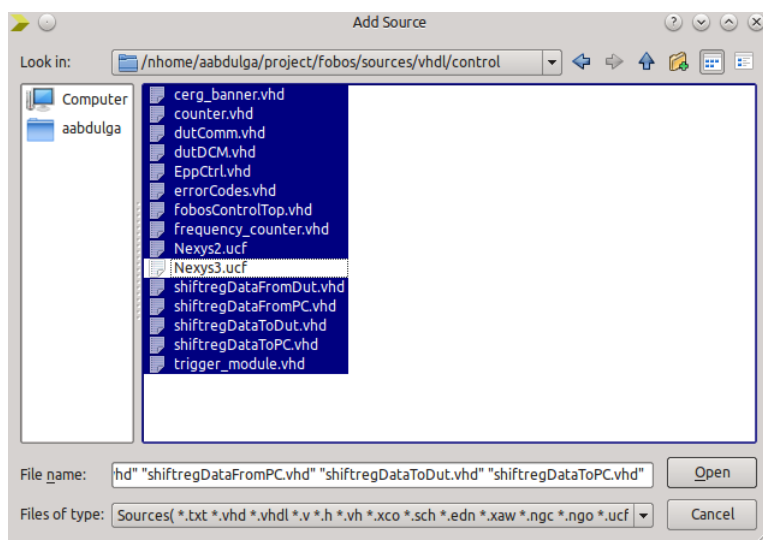 Add Source
Look in: /nhome/aabdulga/project/fobos/sources/vhdl/control
Computer
aabdulga
cerg_banner.vhd
counter.vhd
dutComm.vhd
dutDCM.vhd
EppCtrl.vhd
errorCodes.vhd
fobosControlTop.vhd
frequency_counter.vhd
Nexys2.ucf
Nexys3.ucf
shiftregDataFromDut.vhd
shiftregDataFromPC.vhd
shiftregDataToDut.vhd
shiftregDataToPC.vhd
trigger_module.vhd
File name: hd" "shiftregDataFromPC.vhd" "shiftregDataToDut.vhd" "shiftregDataToPC.vhd" Open
Files of type: Sources( *.txt *.vhd *.vhdl *.v *.h *.vh *.xco *.sch *.edn *.xaw *.ngc *.ngo *.ucf Cancel